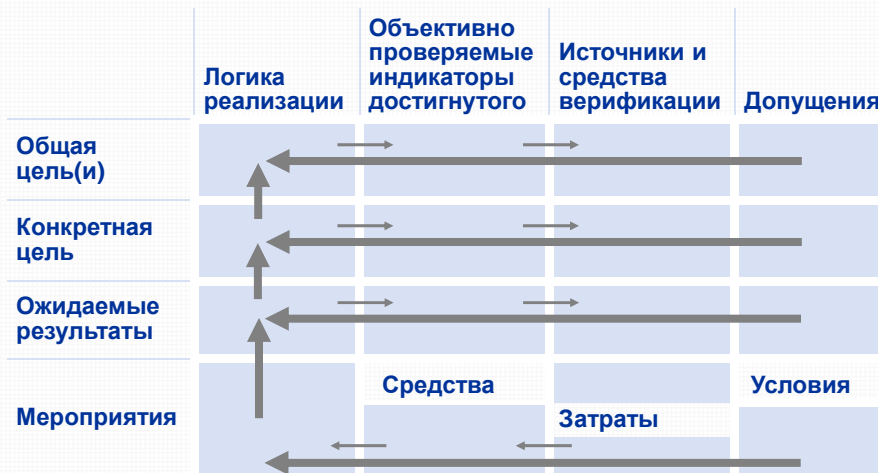 Логика
реализации
Объективно
проверяемые
индикаторы
достигнутого
Источники и
средства
верификации
Допущения
Общая
цель(и)
Конкретная
цель
Ожидаемые
результаты
Мероприятия
Средства
Затраты
Условия